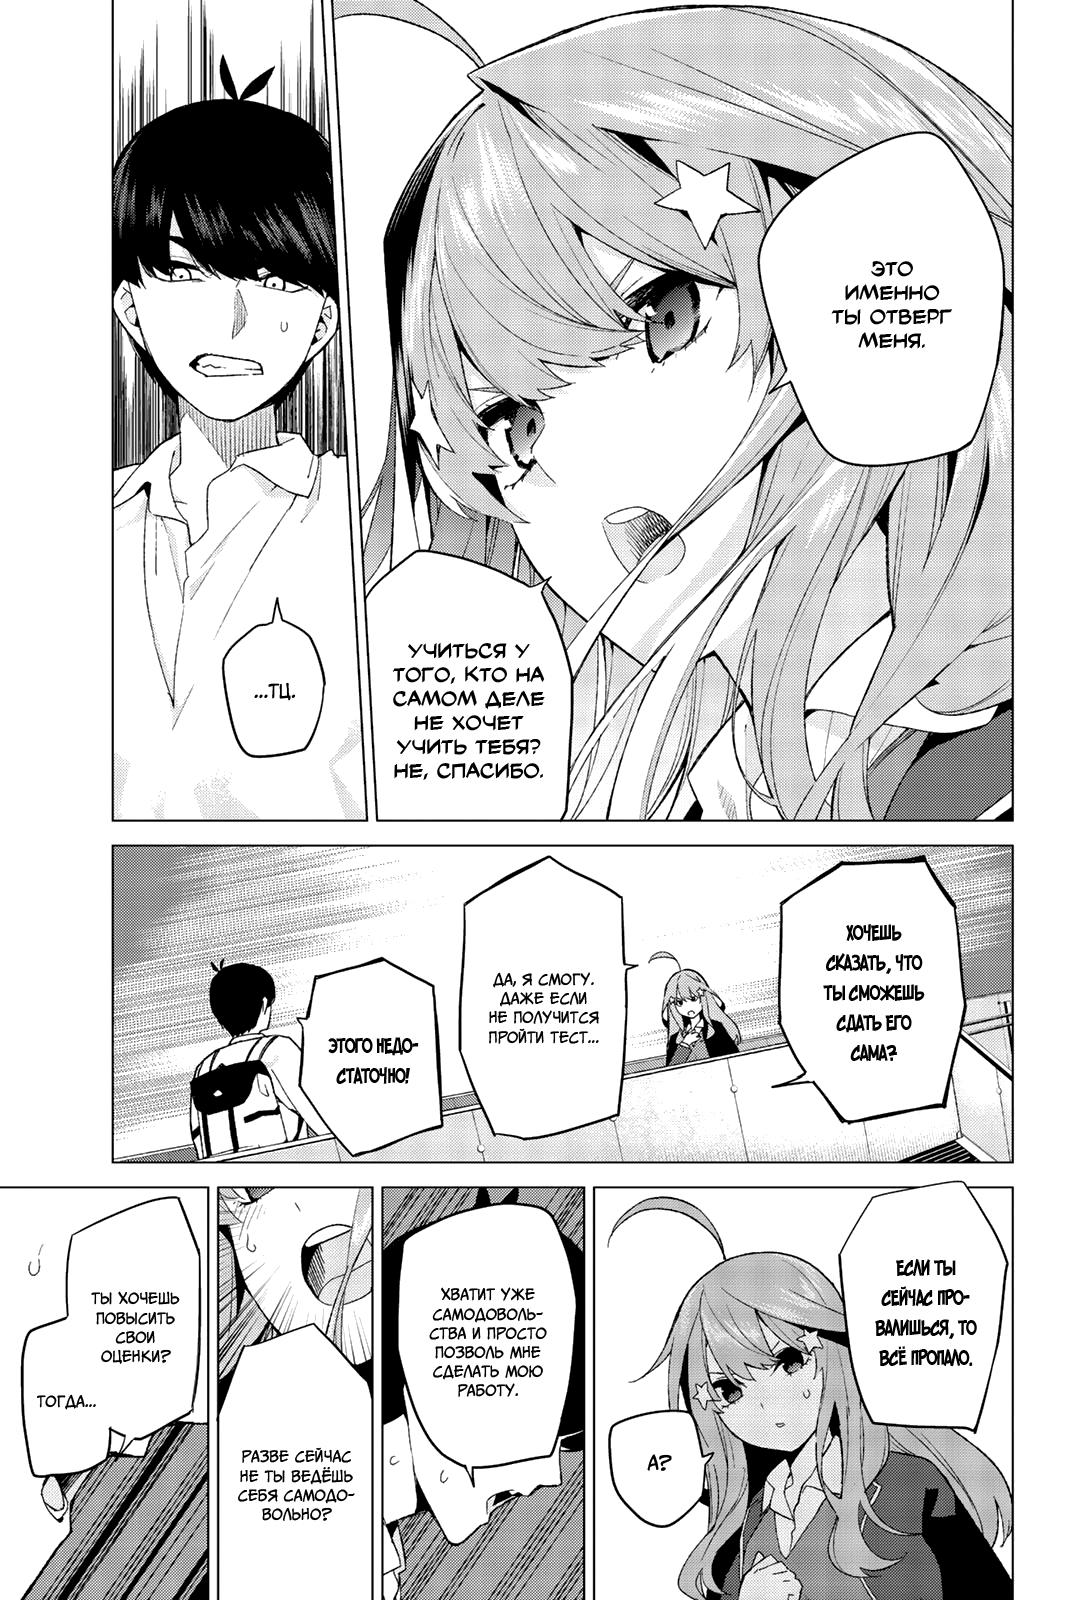 ЭТО
ИМЕННО
ТЫ ОТВЕРГ
МЕНЯ.
УЧИТЬСЯ У
ТОГО, КТО НА
САМОМ ДЕЛЕ
НЕ ХОЧЕТ
УЧИТЬ ТЕБЯ?
НЕ, СПАСИБО.
...ТЦ.
ХОЧЕШЬ
СКАЗАТЬ, ЧТО
ТЫ СМОЖЕШЬ
СДАТЬ ЕГО
САМА?
ДА, Я СМОГУ.
ДАЖЕ ЕСЛИ
НЕ ПОЛУЧИТСЯ
ПРОЙТИ ТЕСТ...
ЭТОГО НЕДО-
СТАТОЧНО!
ЕСЛИ ТЫ
СЕЙЧАС ПРО-
ВАЛИШЬСЯ, ТО
ВСЁ ПРОПАЛО.
А?
ХВАТИТ УЖЕ
САМОДОВОЛЬ-
СТВА И ПРОСТО
ПОЗВОЛЬ МНЕ
СДЕЛАТЬ МОЮ
РАБОТУ.
РАЗВЕ СЕЙЧАС
НЕ ТЫ ВЕДЁШЬ
СЕБЯ САМОДО-
ВОЛЬНО?
ТЫ ХОЧЕШЬ
ПОВЫСИТЬ
СВОИ
ОЦЕНКИ?
ТОГДА...